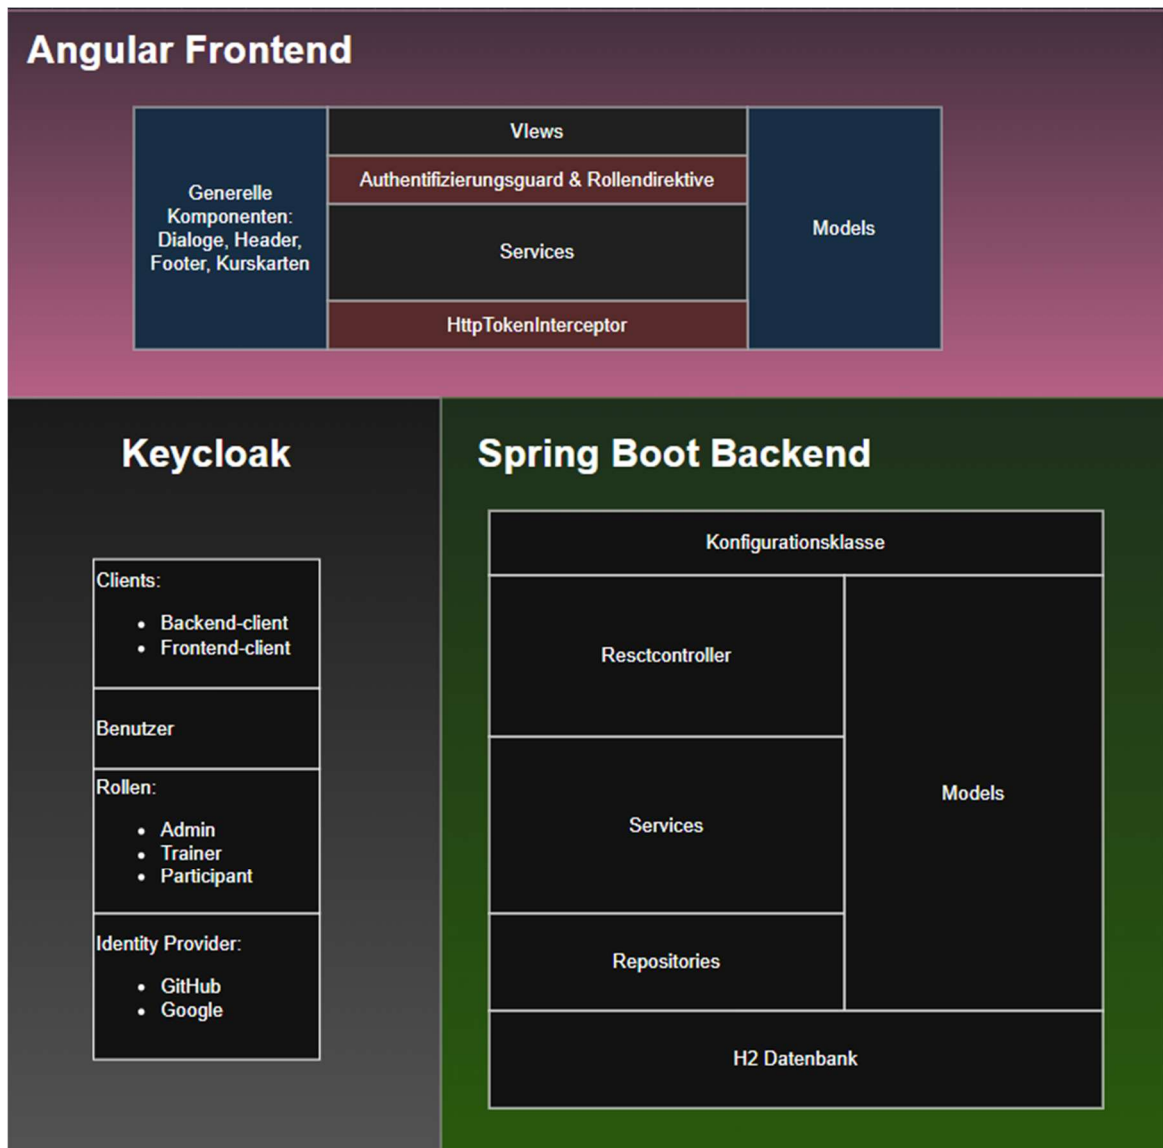 Angular Frontend
Generelle
Komponenten:
Dialoge, Header,
Footer, Kurskarten
VIews
Authentifizierungsguard & Rollendirektive
Services
HttpTokenInterceptor
Models
Keycloak
Clients:
• Backend-client
• Frontend-client
Benutzer
Rollen:
• Admin
• Trainer
• Participant
Identity Provider:
• GitHub
• Google
Spring Boot Backend
Konfigurationsklasse
Resctcontroller
Services
Repositories
Models
H2 Datenbank